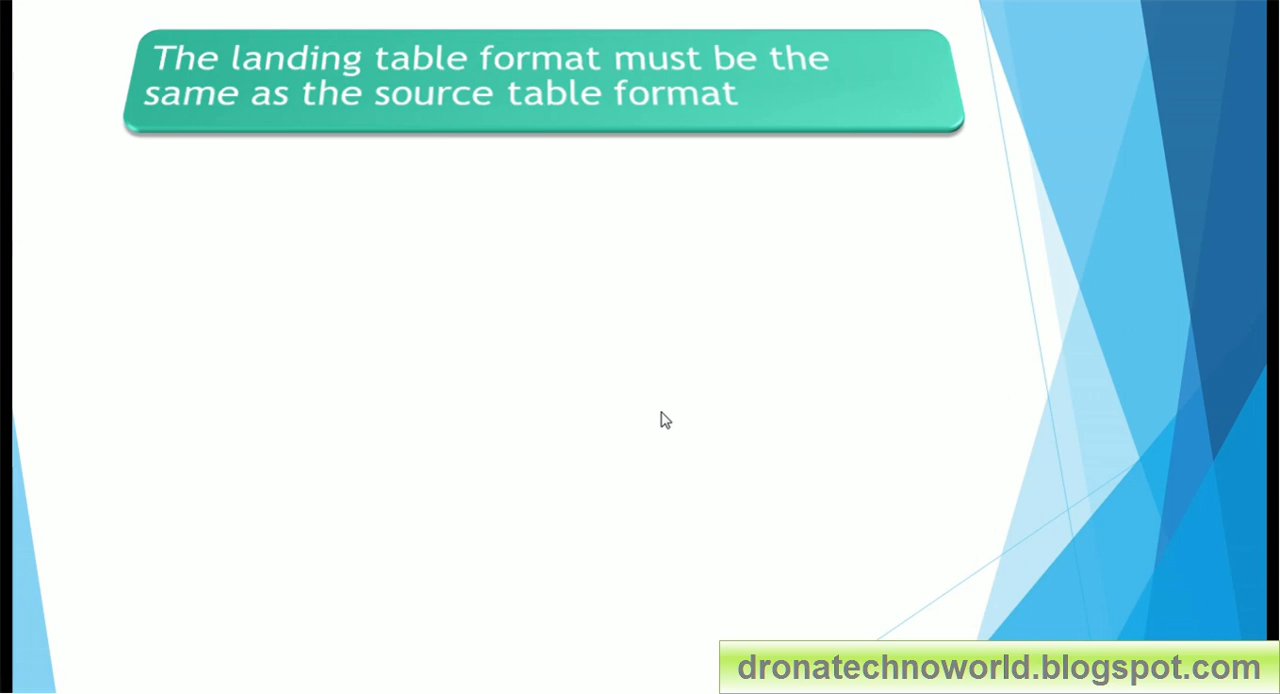 The landing table format must be the
same as the source table format
dronatechnoworld.blogspot.com